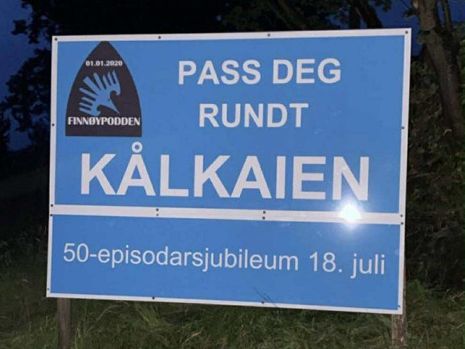 01.01.2020
FINNØYPODDEN
PASS DEG
RUNDT
KÅLKAIEN
50-episodarsjubileum 18. juli